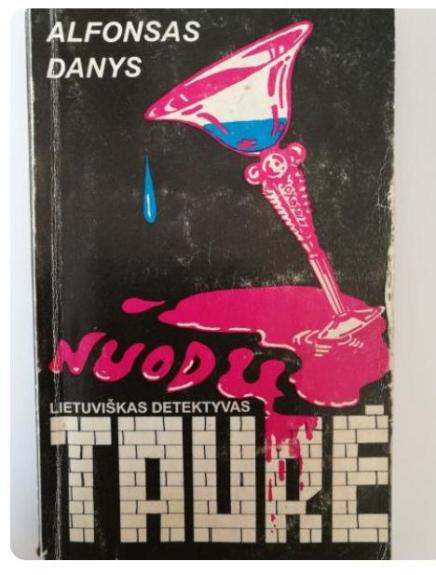 ALFONSAS
DANYS
NUODŲ
LIETUVIŠKAS DETEKTYVAS
TAURĖ